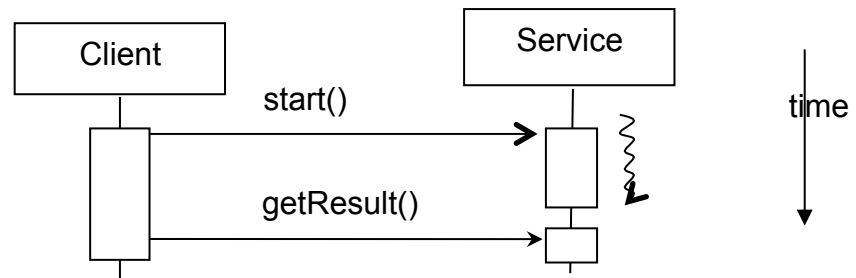 Client
Service
start()
time
getResult()